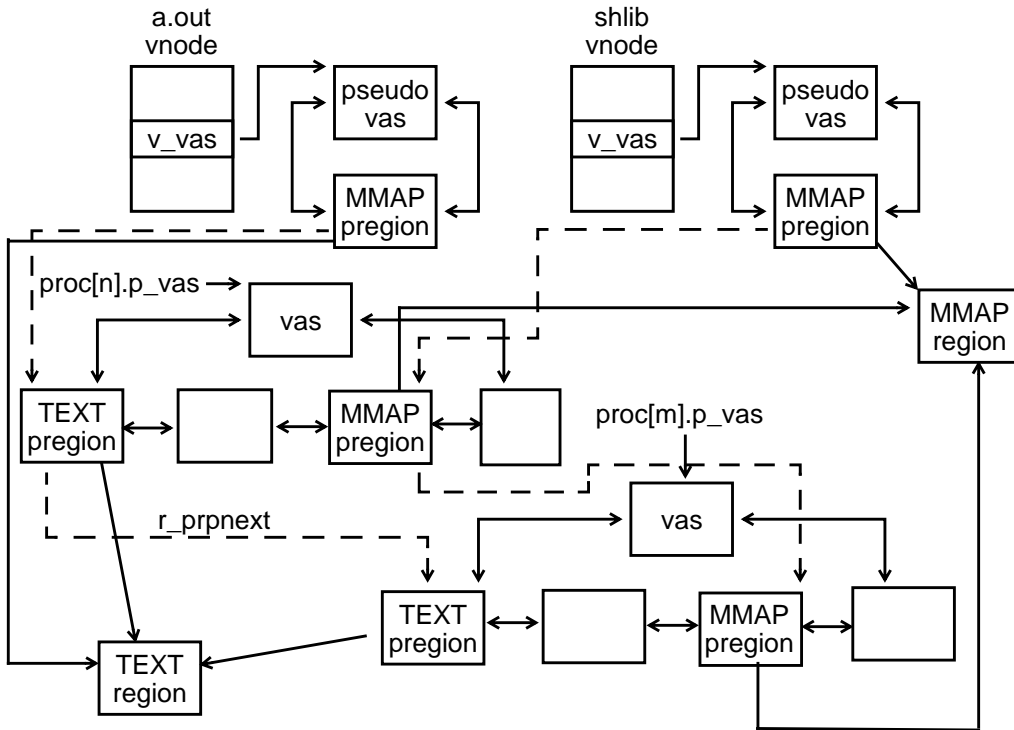 a.out
vnode
shlib
vnode
pseudo
vas
pseudo
vas
v_vas
v_vas
MMAP
pregion
MMAP
pregion
proc[n].p_vas
vas
MMAP
region
TEXT
pregion
MMAP
pregion
proc[m].p_vas
r_prpnext
vas
TEXT
pregion
MMAP
pregion
TEXT
region